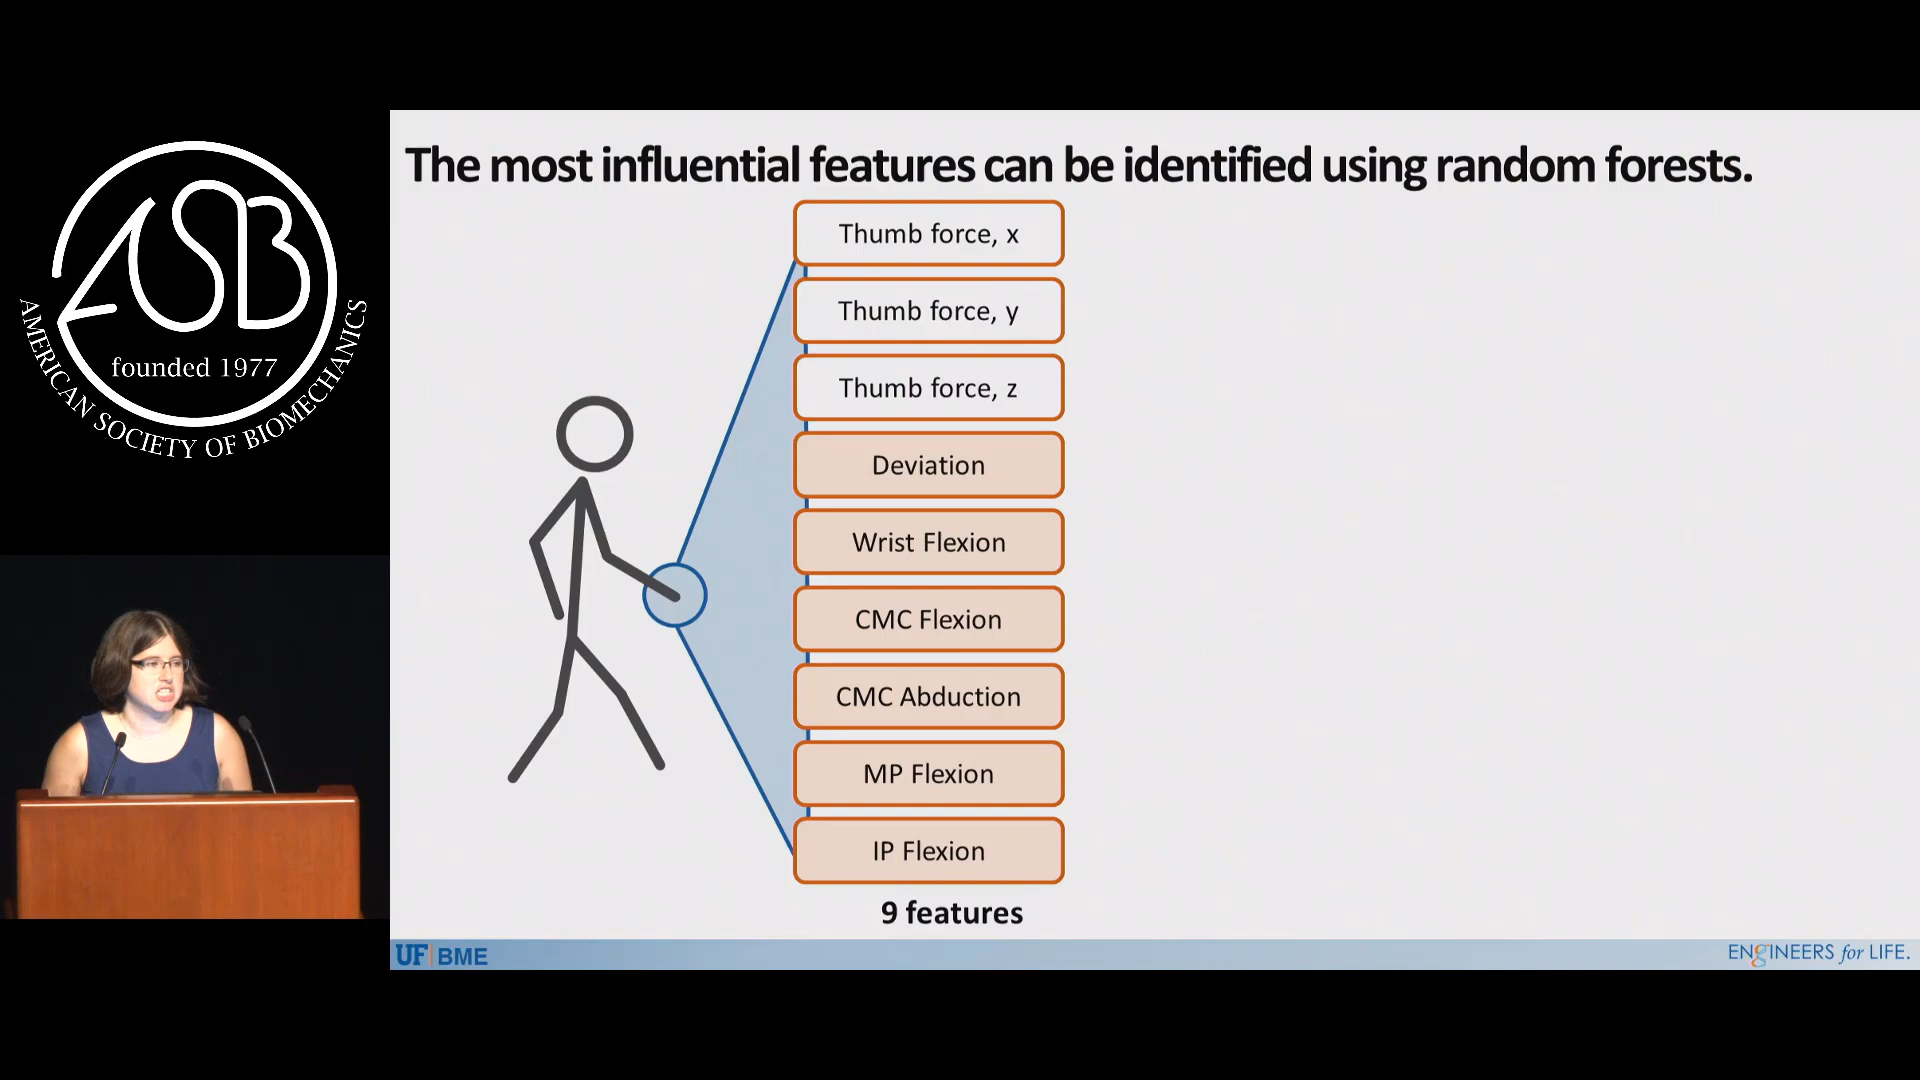 ASB
founded 1977
AMERICAN SOCIETY OF BIOMECHANICS
The most influential features can be identified using random forests.
Thumb force, x
Thumb force, y
Thumb force, z
Deviation
Wrist Flexion
CMC Flexion
CMC Abduction
MP Flexion
IP Flexion
9 features
UF BME
ENGINEERS for LIFE.